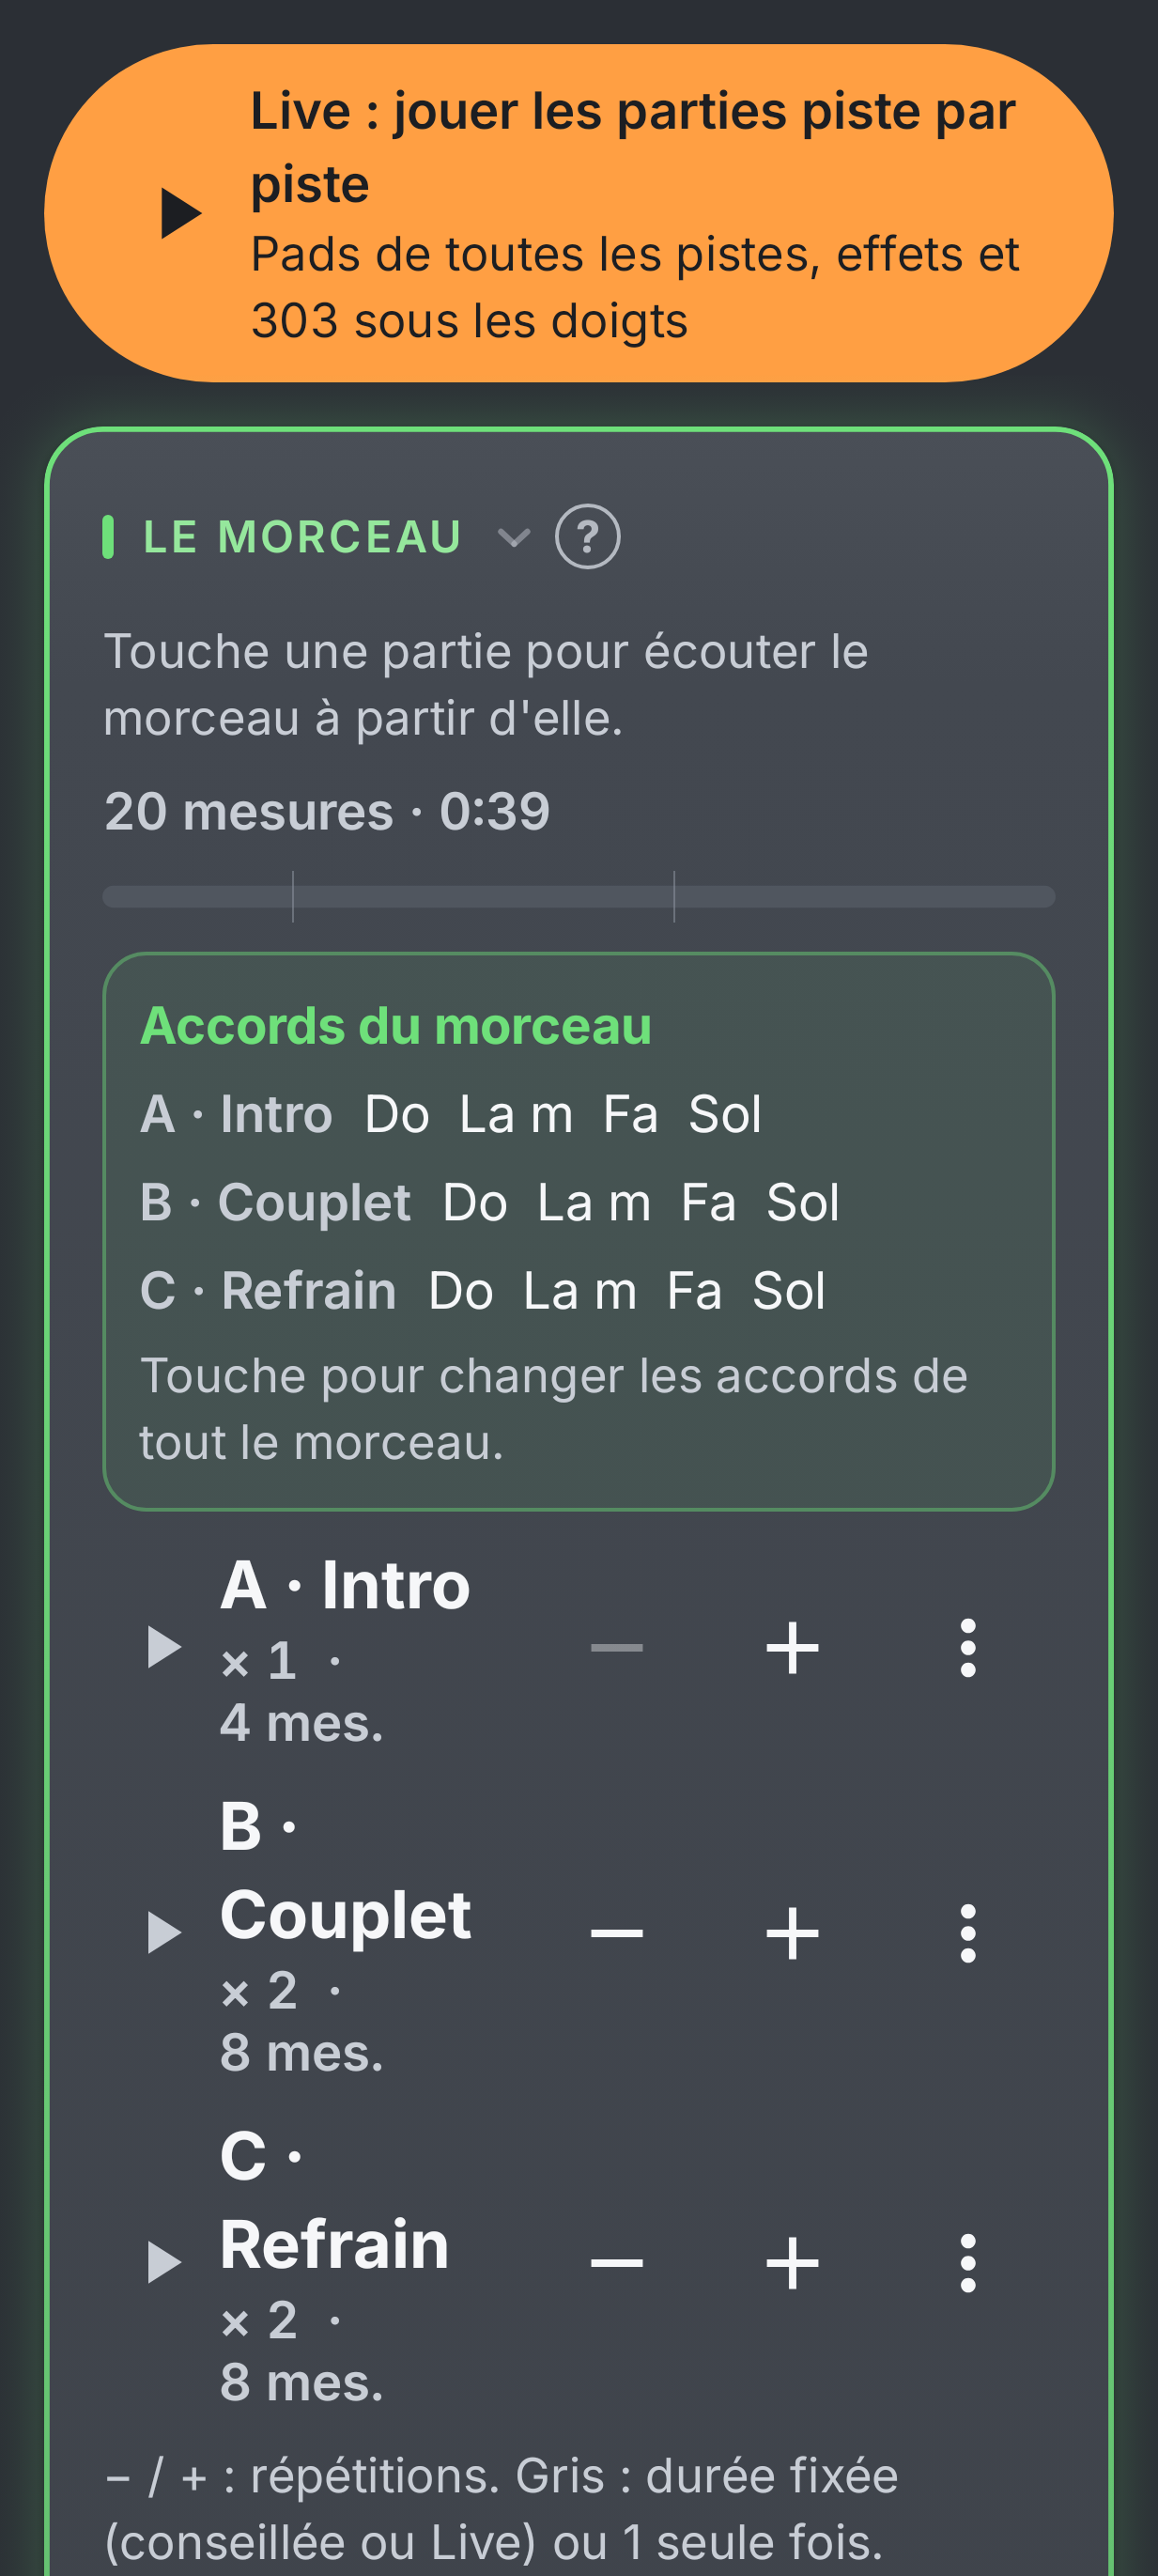 Live : jouer les parties piste par
piste
Pads de toutes les pistes, effets et
303 sous les doigts
LE MORCEAU ?
Touche une partie pour écouter le
morceau à partir d'elle.
20 mesures · 0:39
Accords du morceau
A · Intro Do La m Fa Sol
B · Couplet Do La m Fa Sol
C · Refrain Do La m Fa Sol
Touche pour changer les accords de
tout le morceau.
A · Intro
× 1 ·
4 mes.
B ·
Couplet
× 2 ·
8 mes.
C ·
Refrain
× 2 ·
8 mes.
− / + : répétitions. Gris : durée fixée
(conseillée ou Live) ou 1 seule fois.